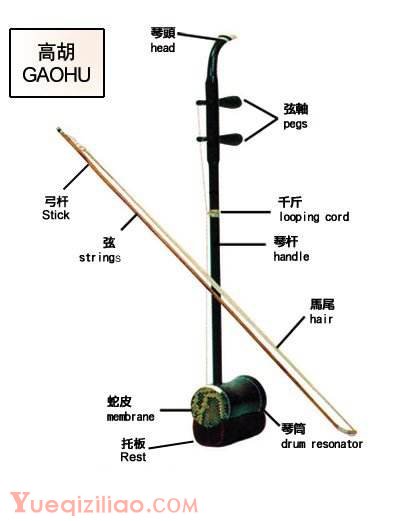 高胡
GAOHU
琴頭
head
弦軸
pegs
弓杆
Stick
千斤
looping cord
弦
strings
琴杆
handle
馬尾
hair
蛇皮
membrane
琴筒
drum resonator
托板
Rest
Yueqiziliao.COM